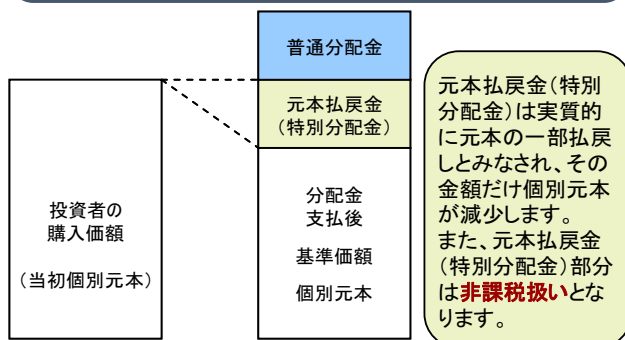 普通分配金
元本払戻金
(特別分配金)
投資者の
購入価額
(当初個別元本)
分配金
支払後
基準価額
個別元本
元本払戻金(特別
分配金)は実質的
に元本の一部払戻
しとみなされ、その
金額だけ個別元本
が減少します。
また、元本払戻金
(特別分配金)部分
は非課税扱いとな
ります。